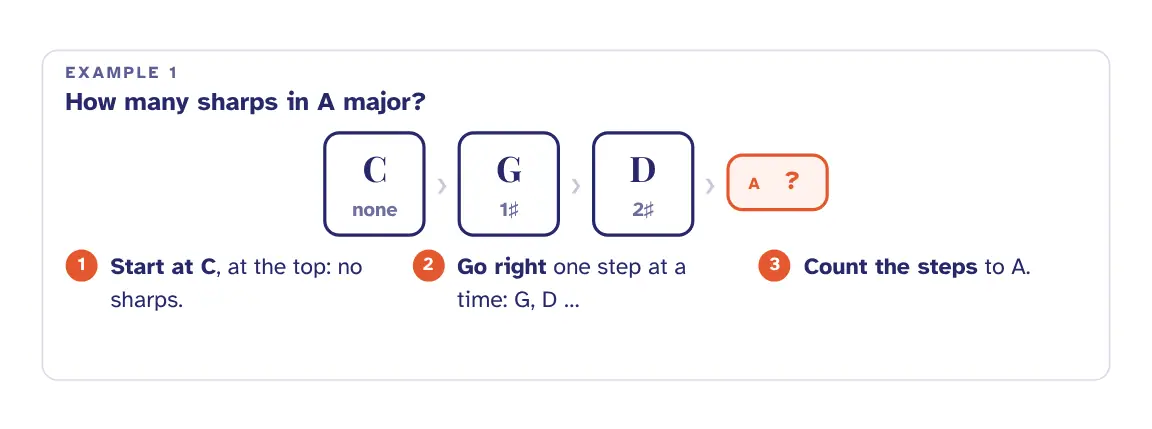 EXAMPLE 1
How many sharps in A major?
C
none
›
G
1♯
›
D
2♯
›
A ?
1
Start at C, at the top: no
sharps.
2
Go right one step at a
time: G, D ...
3
Count the steps to A.